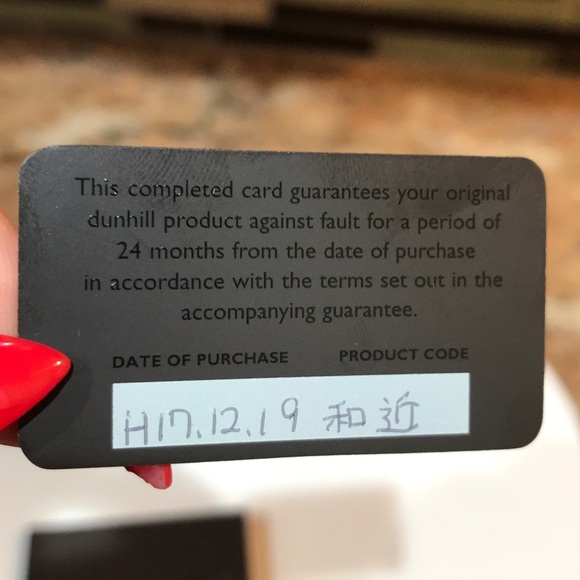 This completed card guarantees your original
dunhill product against fault for a period of
24 months from the date of purchase
in accordance with the terms set out in the
accompanying guarantee.
DATE OF PURCHASE PRODUCT CODE
H17.12.19 和近